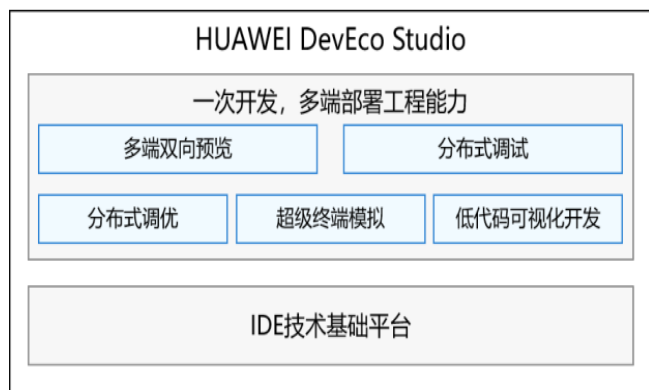 HUAWEI DevEco Studio
一次开发，多端部署工程能力
多端双向预览
分布式调试
分布式调优
超级终端模拟
低代码可视化开发
IDE技术基础平台